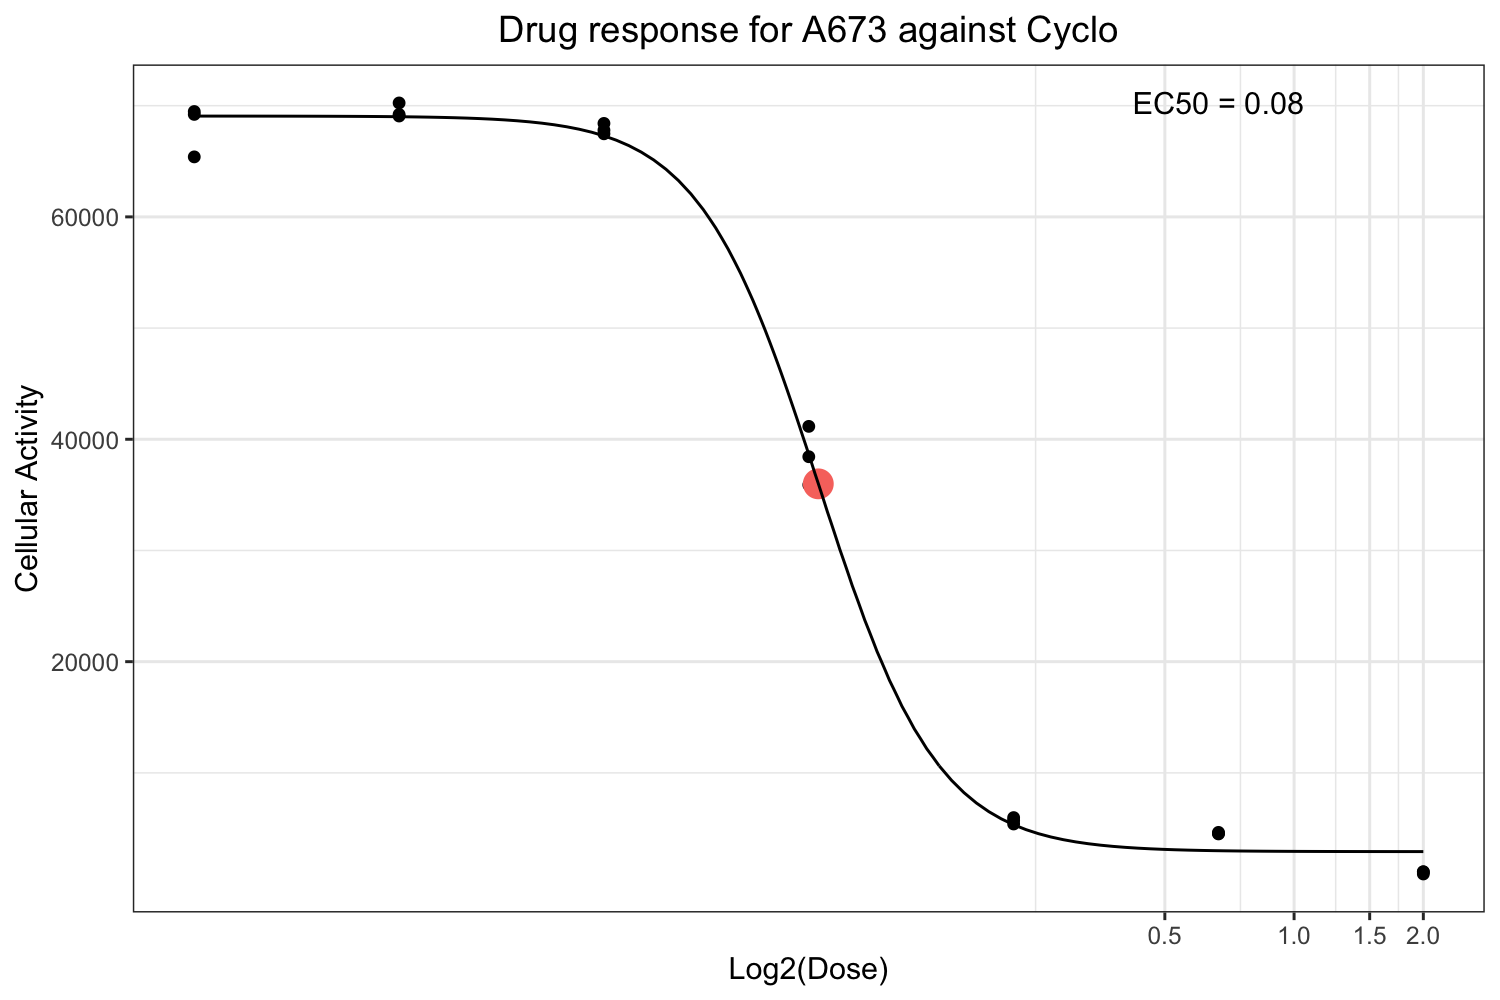 Drug response for A673 against Cyclo
EC50 = 0.08
60000
40000
20000
Cellular Activity
0.5 1.0 1.5 2.0
Log2(Dose)